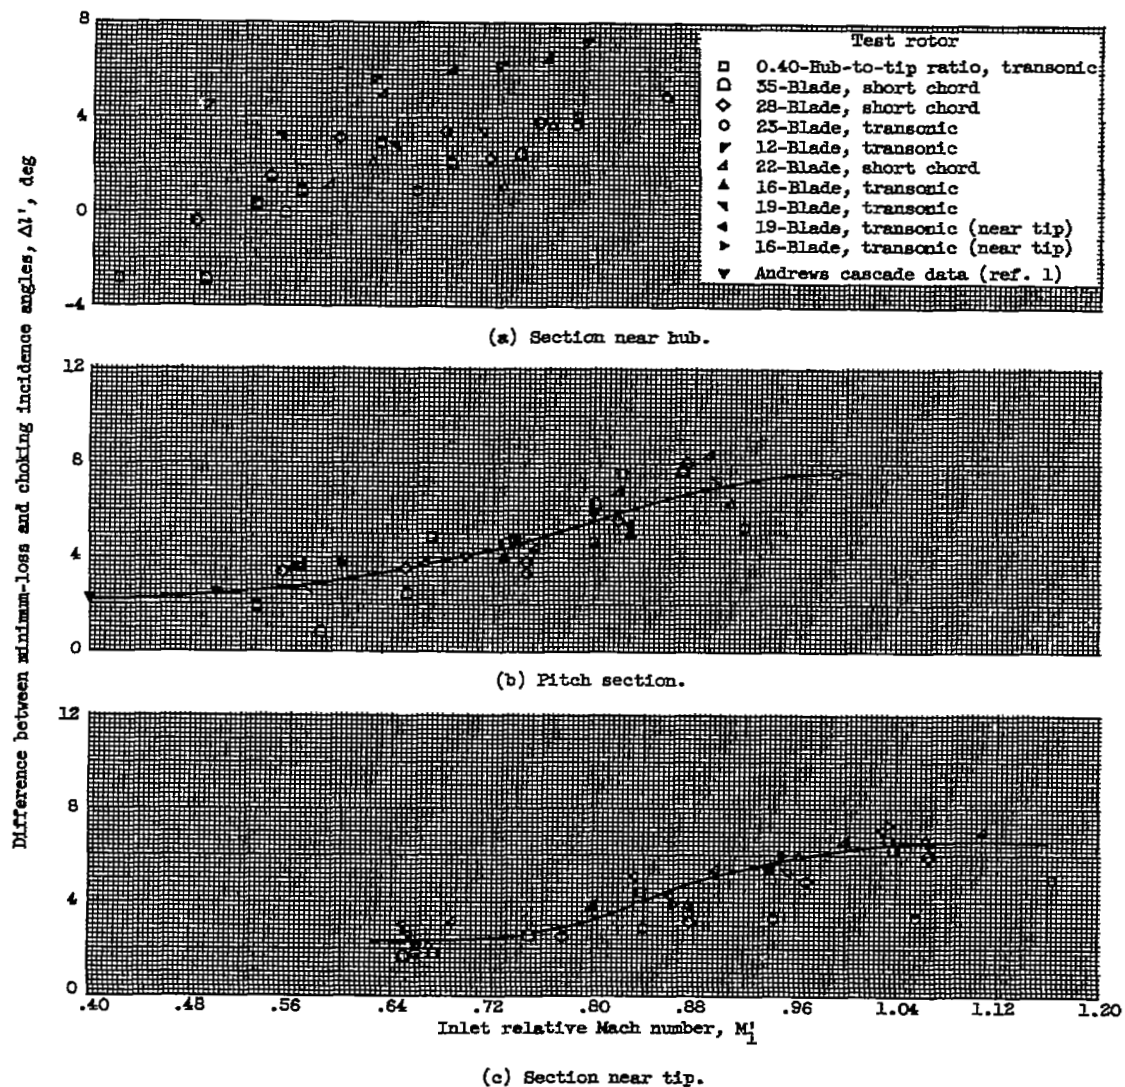 Difference between minimum-loss and choking incidence angles, Δl', deg
8
4
0
-4
Test rotor
0.40-Hub-to-tip ratio, transonic
35-Blade, short chord
28-Blade, short chord
23-Blade, transonic
12-Blade, transonic
22-Blade, short chord
16-Blade, transonic
19-Blade, transonic
19-Blade, transonic (near tip)
16-Blade, transonic (near tip)
Andrews cascade data (ref. 1)
(a) Section near hub.
12
8
4
0
(b) Pitch section.
12
8
4
0
.40 .48 .56 .64 .72 .80 .88 .96 1.04 1.12 1.20
Inlet relative Mach number, M'1
(c) Section near tip.